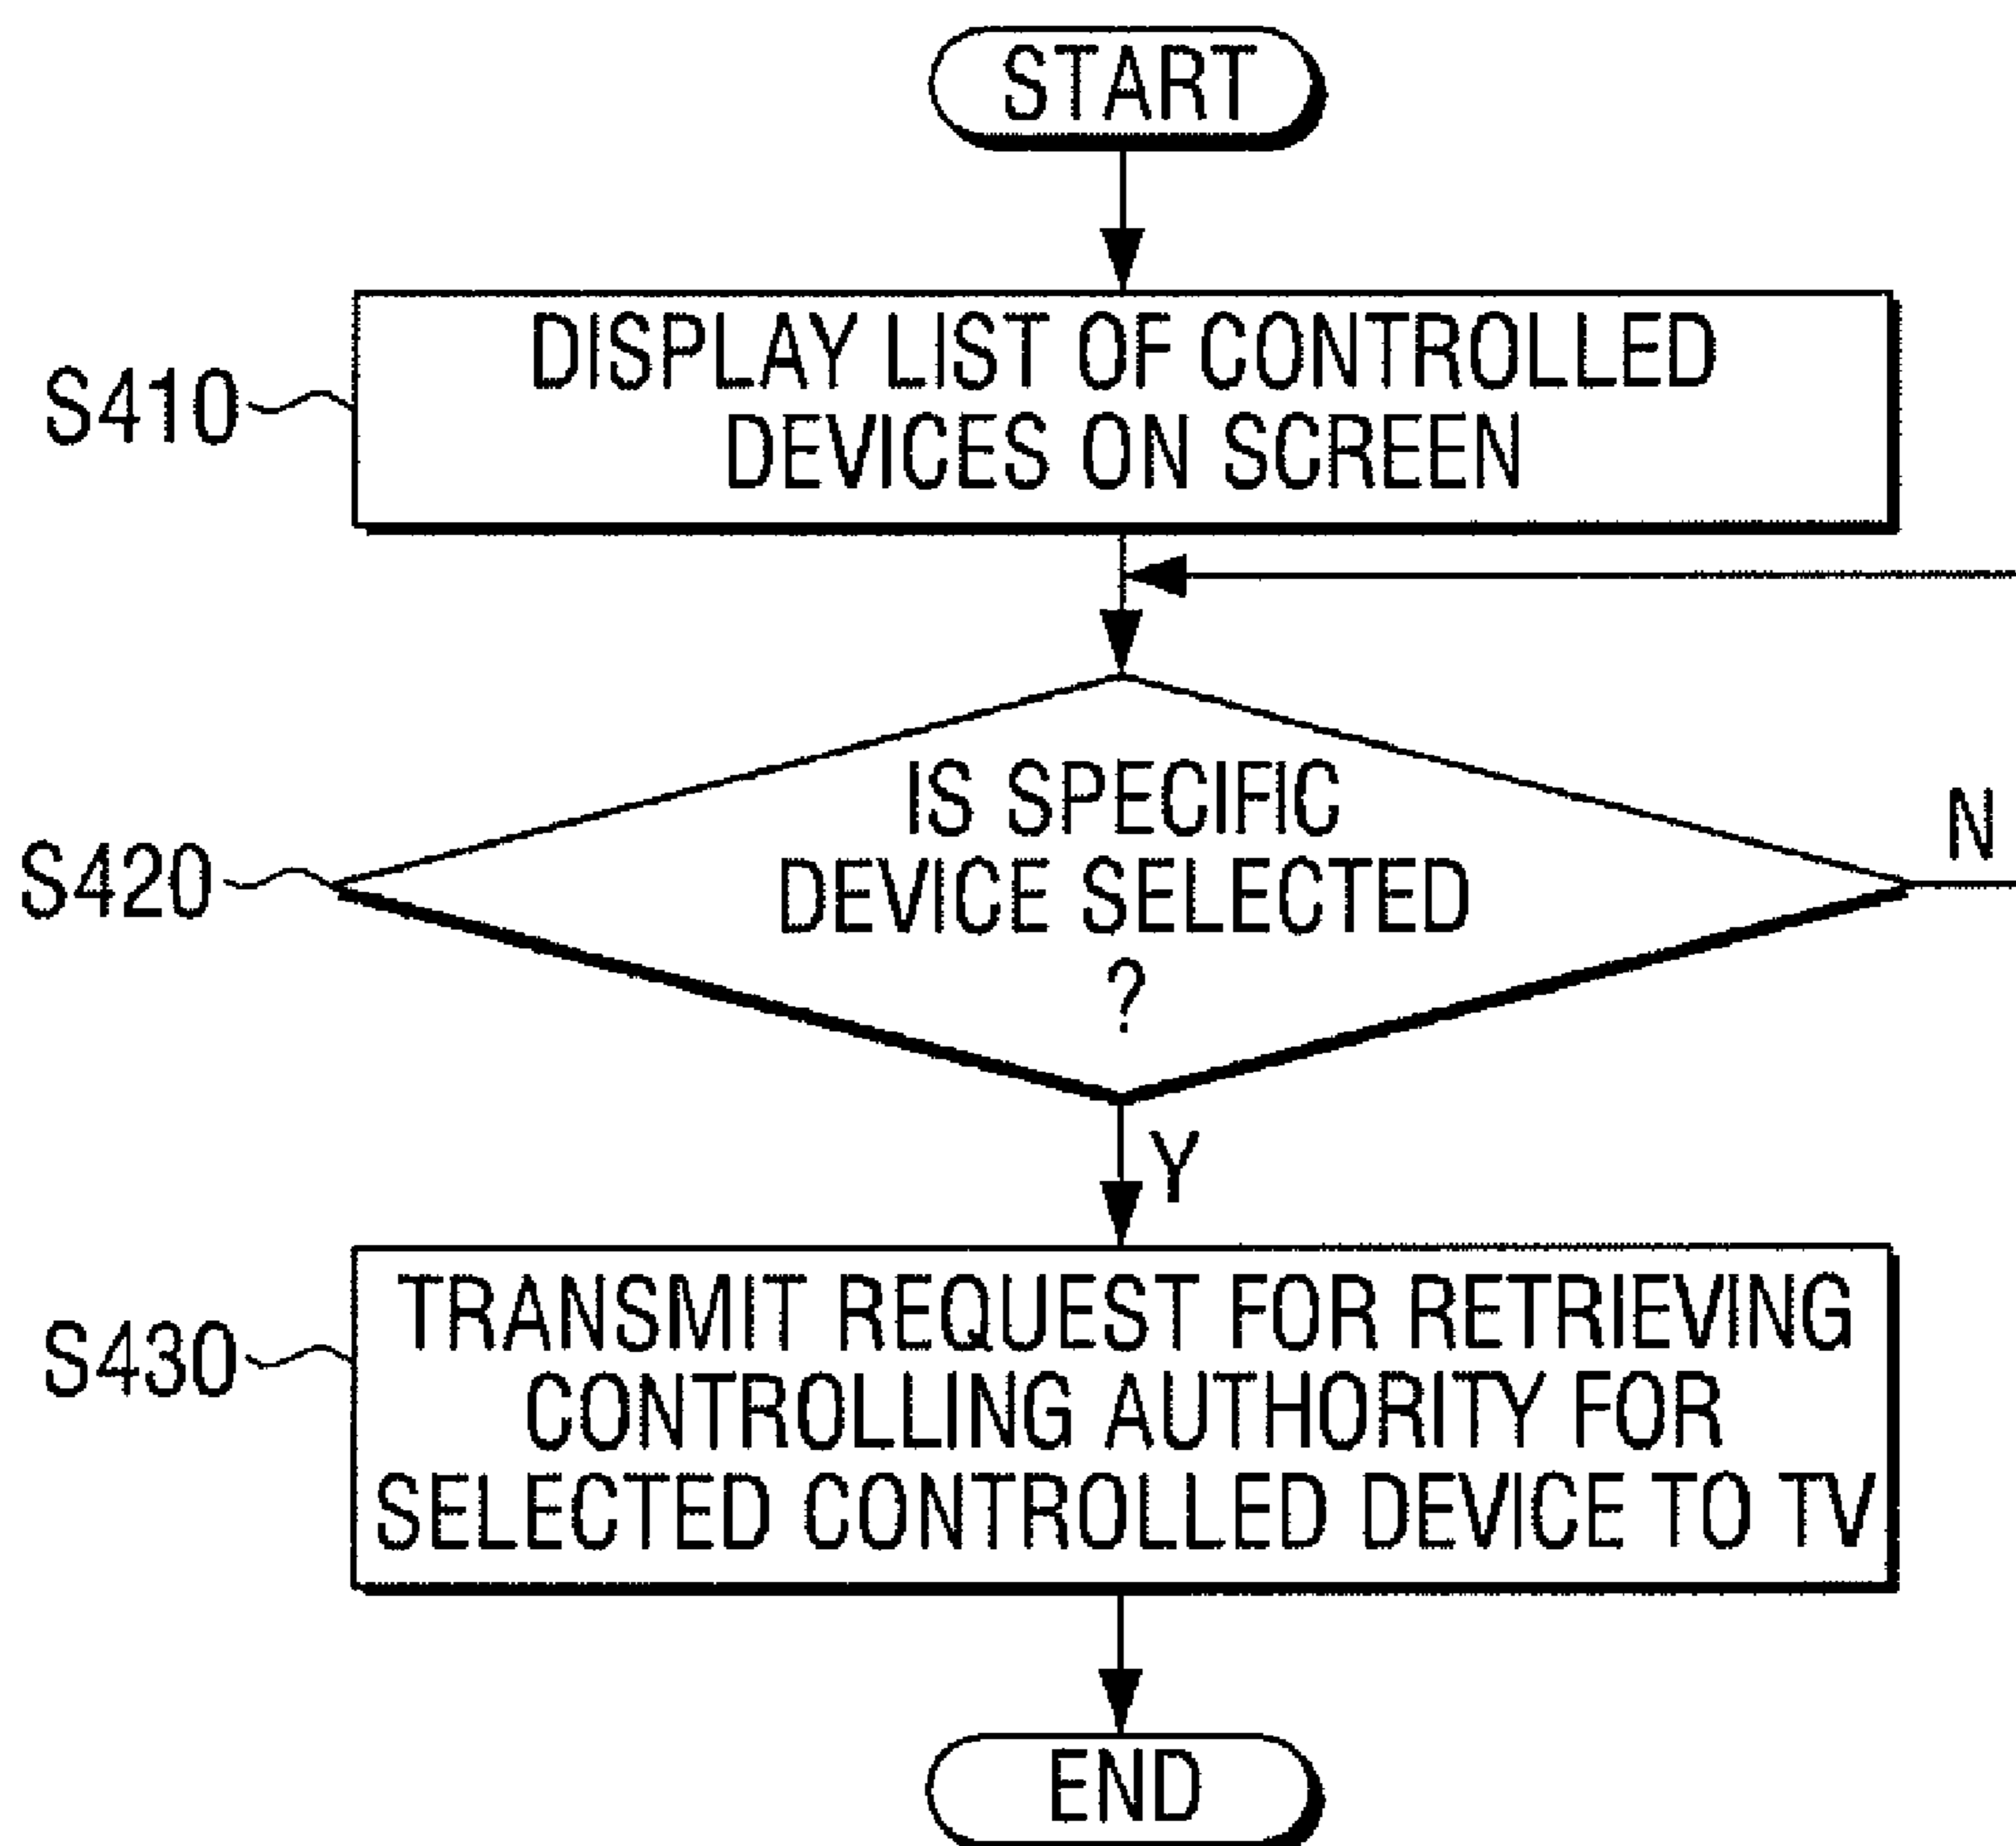 START
S410
DISPLAY LIST OF CONTROLLED
DEVICES ON SCREEN
S420
IS SPECIFIC
DEVICE SELECTED
?
N
Y
S430
TRANSMIT REQUEST FOR RETRIEVING
CONTROLLING AUTHORITY FOR
SELECTED CONTROLLED DEVICE TO TV
END